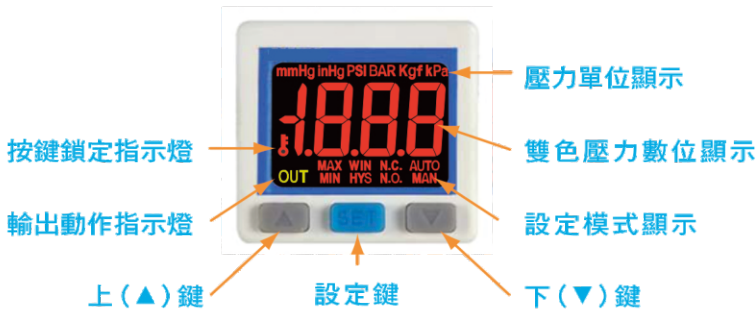 mmHg inHg PSI BAR Kgf kPa
壓力單位顯示
-1.8.8.8
按鍵鎖定指示燈
雙色壓力數位顯示
MAX WIN N.C. AUTO
OUT MIN HYS N.O. MAN
輸出動作指示燈
設定模式顯示
▲ SET ▼
上(▲)鍵
設定鍵
下(▼)鍵